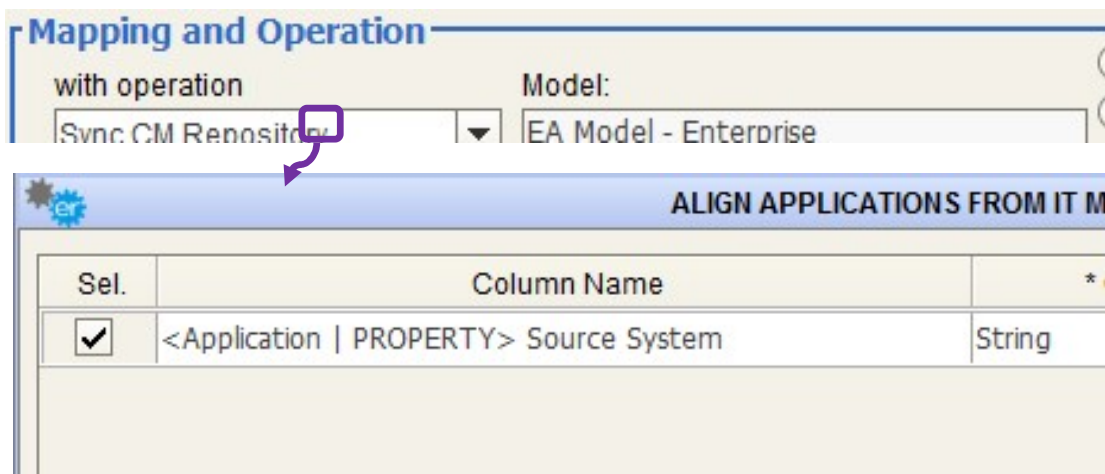 Mapping and Operation
with operation Model:
Sync CM Repository EA Model - Enterprise
er ALIGN APPLICATIONS FROM IT M
Sel. Column Name *
<Application | PROPERTY> Source System String